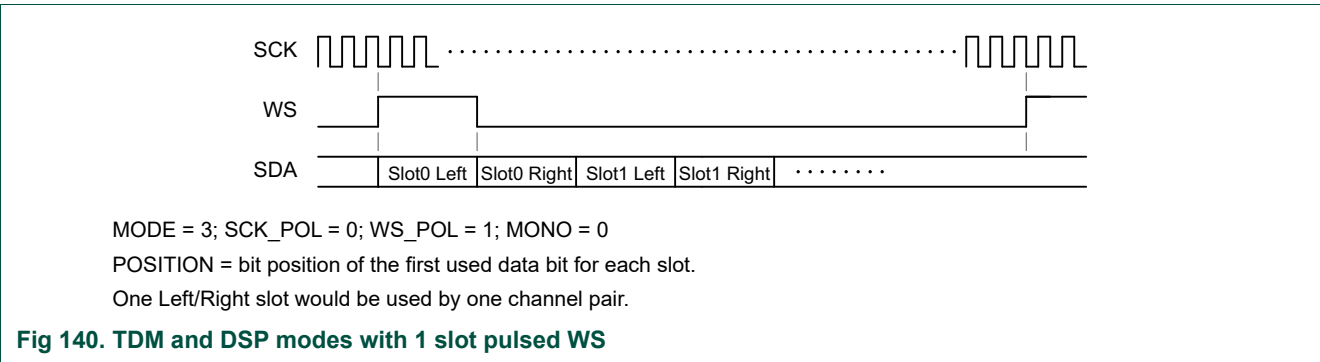 SCK
WS
SDA Slot0 Left Slot0 Right Slot1 Left Slot1 Right ........
MODE = 3; SCK_POL = 0; WS_POL = 1; MONO = 0
POSITION = bit position of the first used data bit for each slot.
One Left/Right slot would be used by one channel pair.
Fig 140. TDM and DSP modes with 1 slot pulsed WS